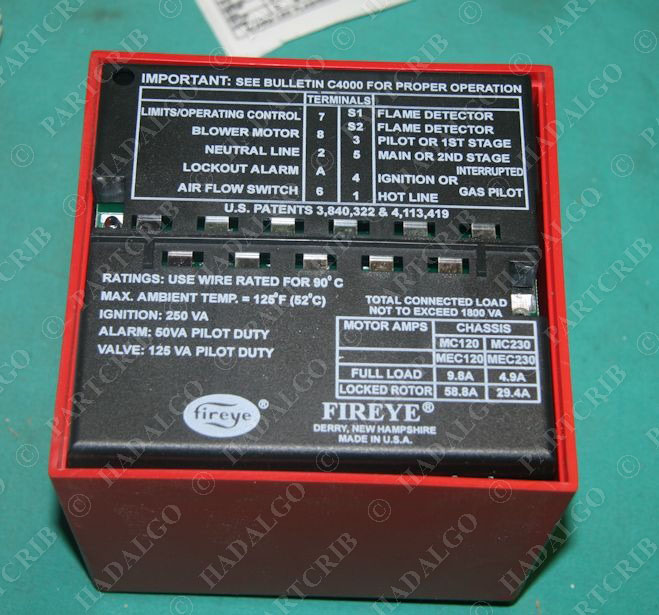 IMPORTANT: SEE BULLETIN C4000 FOR PROPER OPERATION
TERMINALS
LIMITS/OPERATING CONTROL 7 S1 FLAME DETECTOR
BLOWER MOTOR 8 S2 FLAME DETECTOR
NEUTRAL LINE 2 3 PILOT OR 1ST STAGE
LOCKOUT ALARM A 5 MAIN OR 2ND STAGE
AIR FLOW SWITCH 6 4 IGNITION OR INTERRUPTED GAS PILOT
1 HOT LINE
U.S. PATENTS 3,840,322 & 4,113,419
RATINGS: USE WIRE RATED FOR 90°C
MAX. AMBIENT TEMP. = 125°F (52°C)
IGNITION: 250 VA
ALARM: 50VA PILOT DUTY
VALVE: 125 VA PILOT DUTY
TOTAL CONNECTED LOAD
NOT TO EXCEED 1800 VA
MOTOR AMPS CHASSIS
MC120 MC230
MEC120 MEC230
FULL LOAD 9.8A 4.9A
LOCKED ROTOR 58.8A 29.4A
fireye®
FIREYE®
DERRY, NEW HAMPSHIRE
MADE IN U.S.A.
© PARTCRIB
© HADALGO